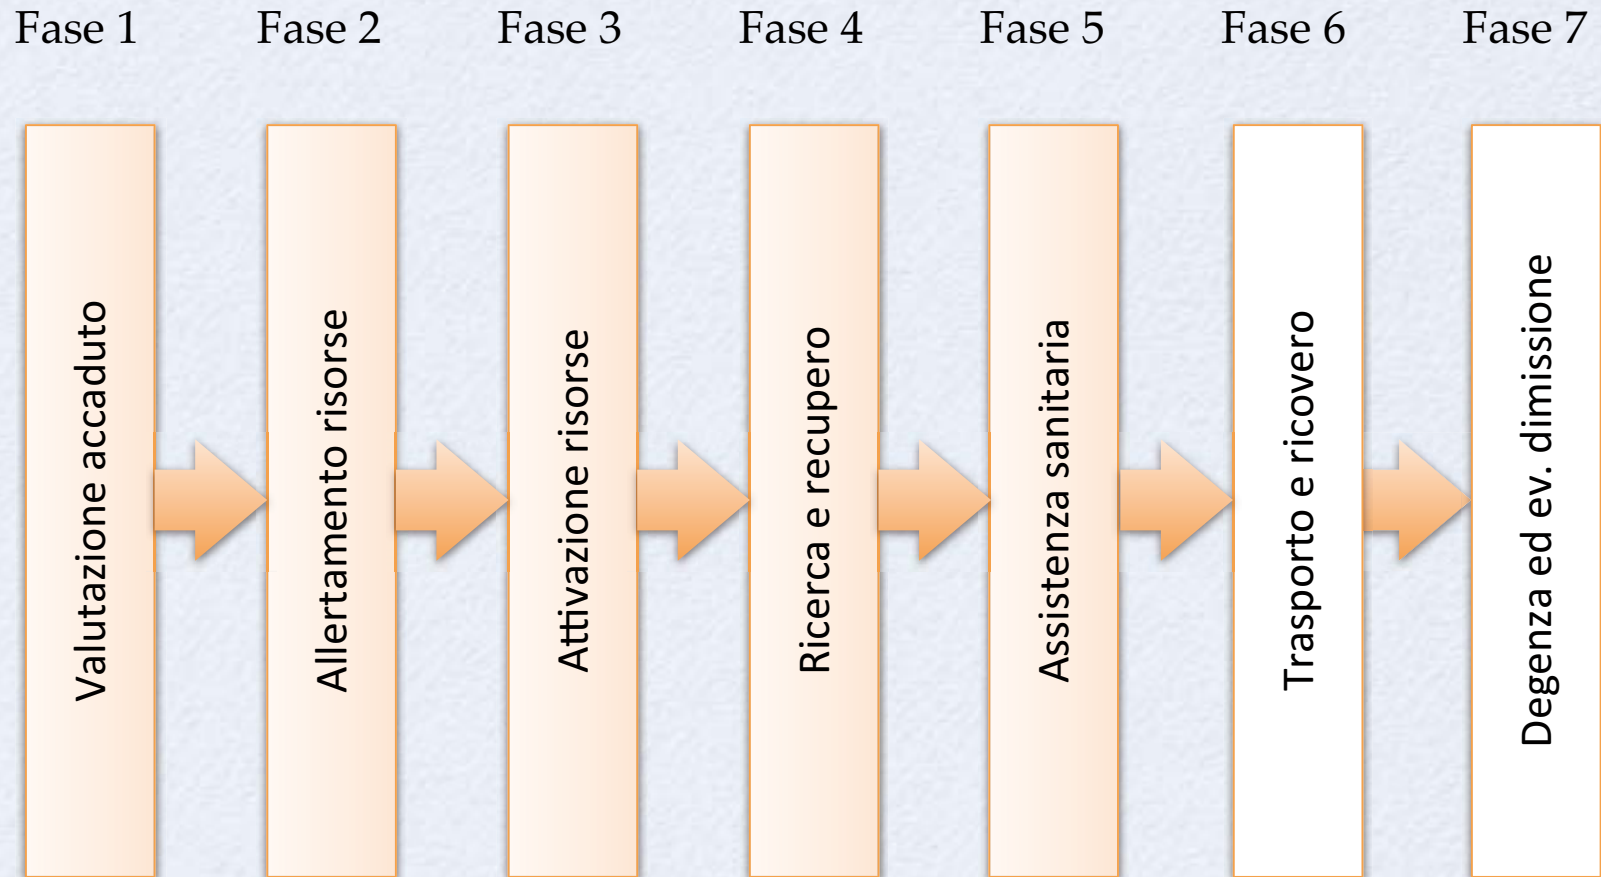 Fase 1
Fase 2
Fase 3
Fase 4
Fase 5
Fase 6
Fase 7
Valutazione accaduto
Allertamento risorse
Attivazione risorse
Ricerca e recupero
Assistenza sanitaria
Trasporto e ricovero
Degenza ed ev. dimissione